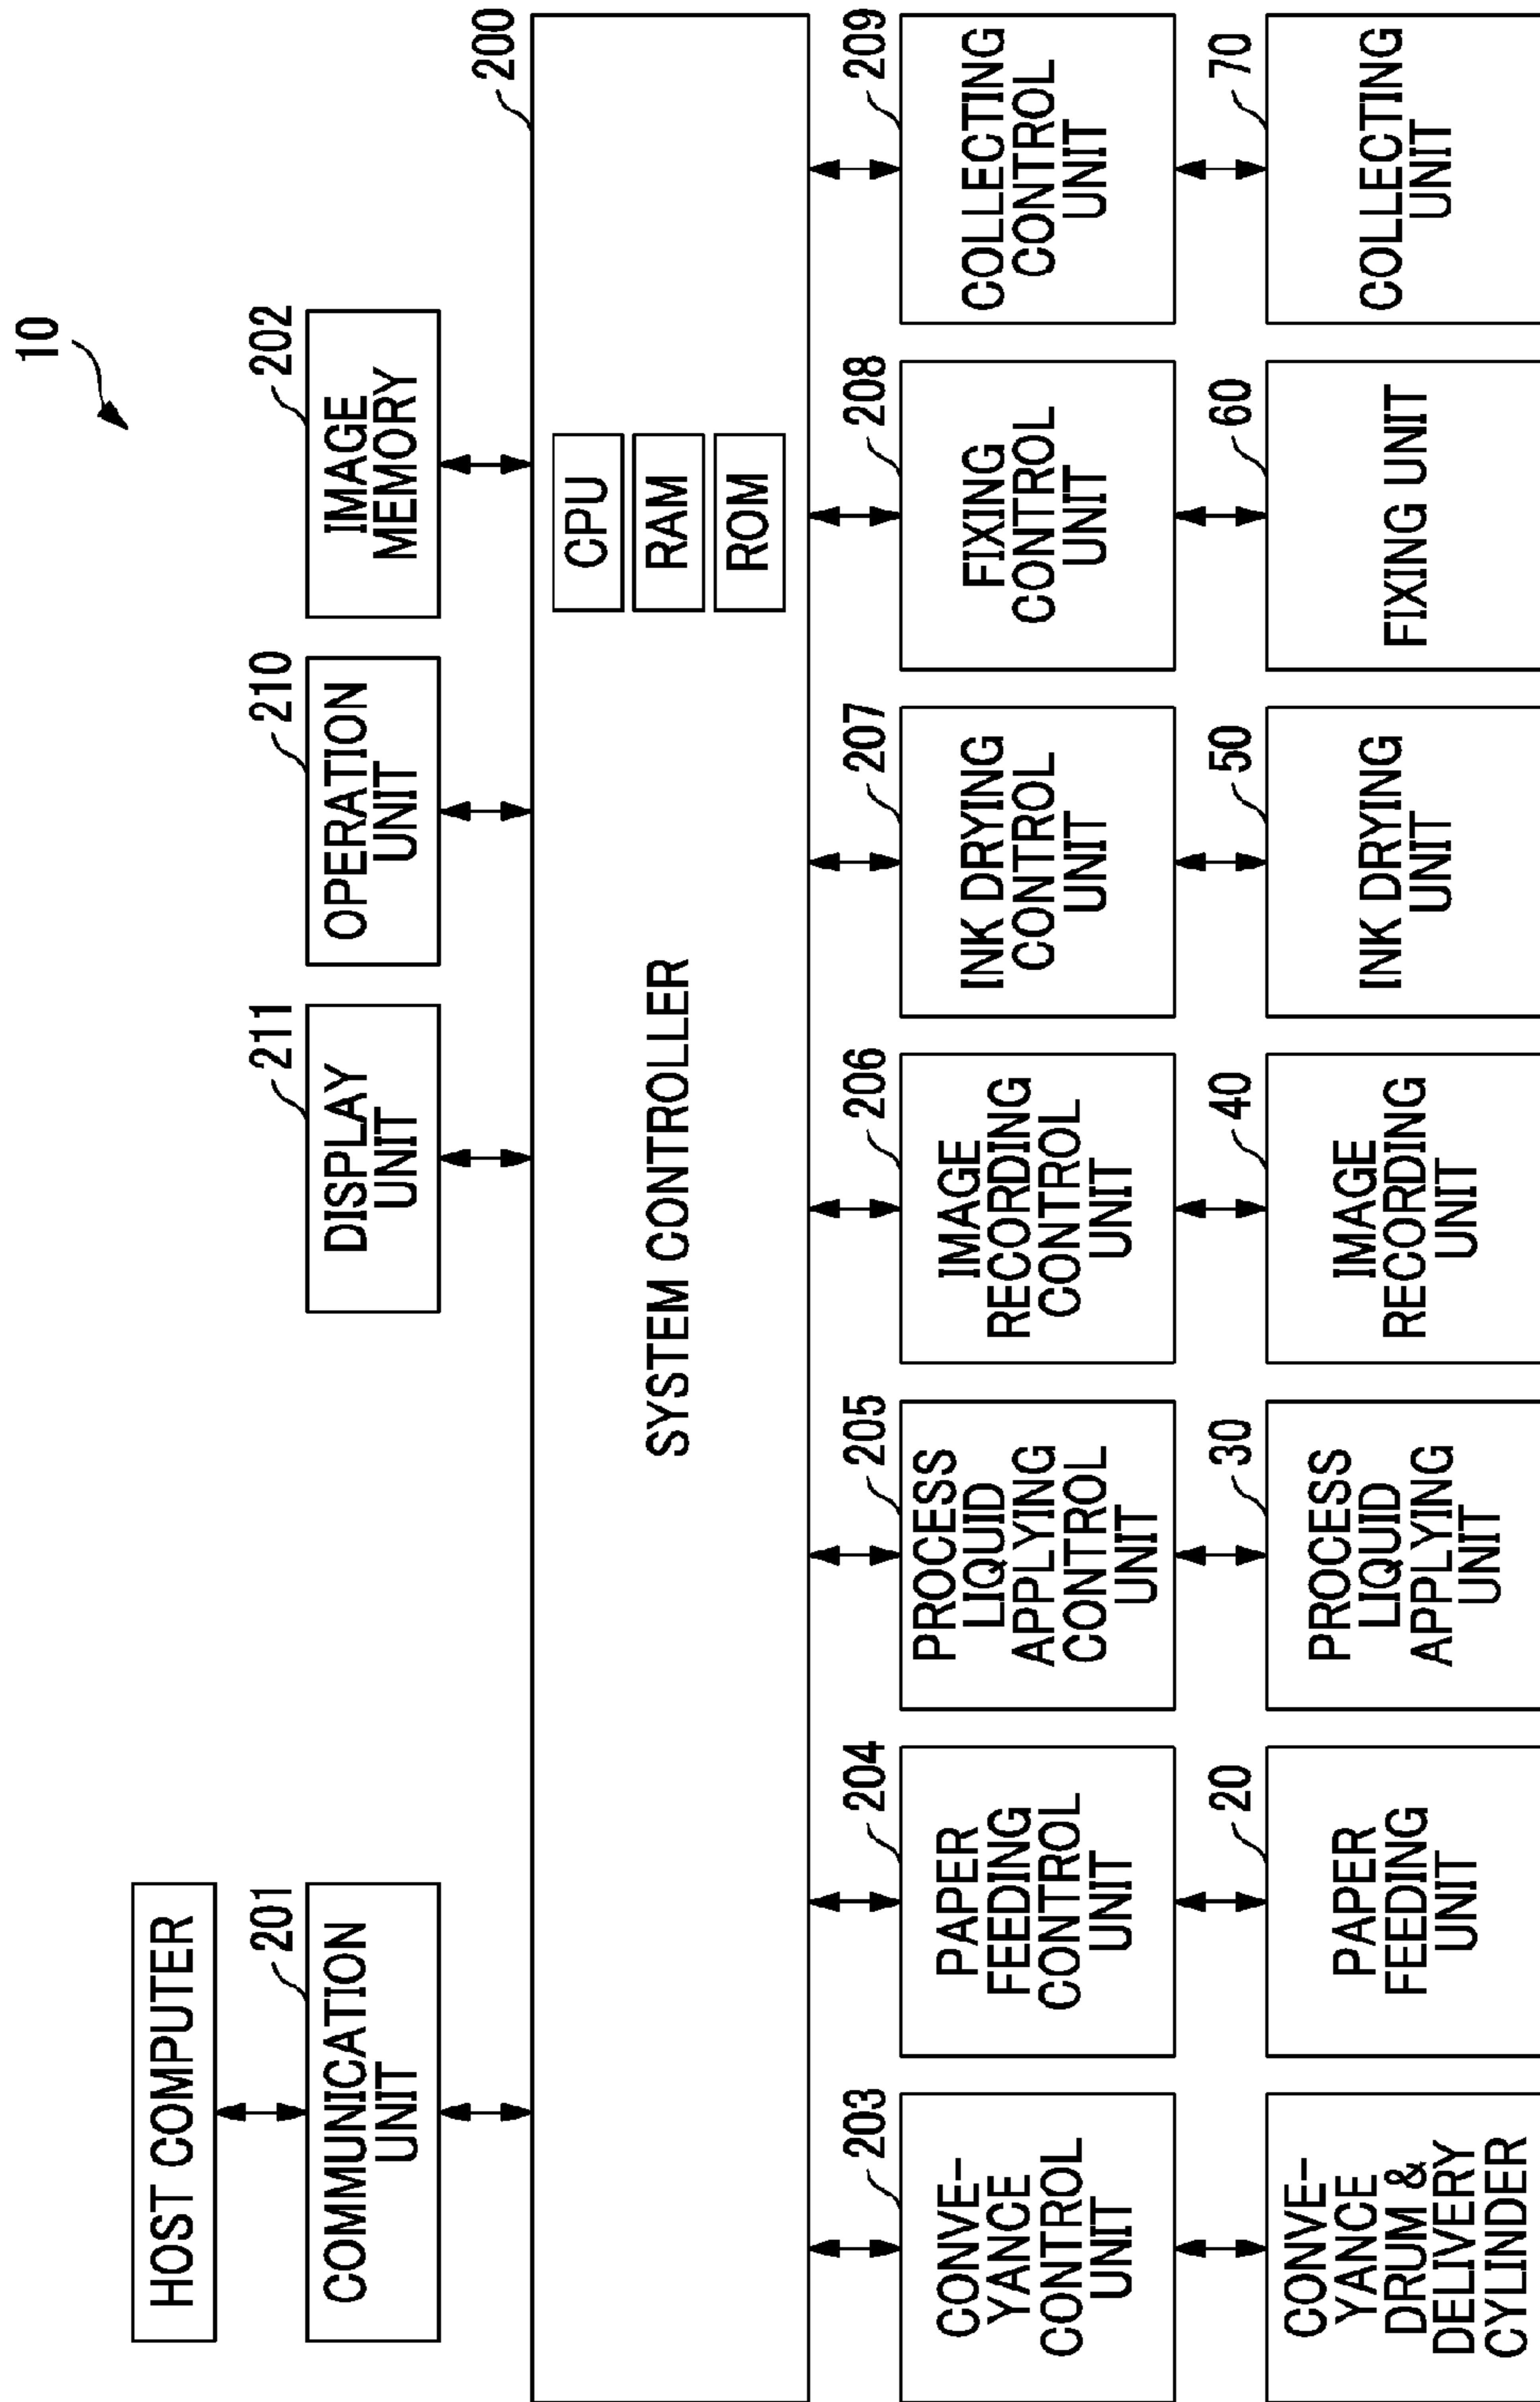 10
HOST COMPUTER
201
COMMUNICATION
UNIT
211
DISPLAY
UNIT
210
OPERATION
UNIT
202
IMAGE
MEMORY
200
SYSTEM CONTROLLER
CPU
RAM
ROM
203
CONVE-
YANCE
CONTROL
UNIT
204
PAPER
FEEDING
CONTROL
UNIT
205
PROCESS
LIQUID
APPLYING
CONTROL
UNIT
206
IMAGE
RECORDING
CONTROL
UNIT
207
INK DRYING
CONTROL
UNIT
208
FIXING
CONTROL
UNIT
209
COLLECTING
CONTROL
UNIT
CONVE-
YANCE
DRUM &
DELIVERY
CYLINDER
20
PAPER
FEEDING
UNIT
30
PROCESS
LIQUID
APPLYING
UNIT
40
IMAGE
RECORDING
UNIT
50
INK DRYING
UNIT
60
FIXING UNIT
70
COLLECTING
UNIT